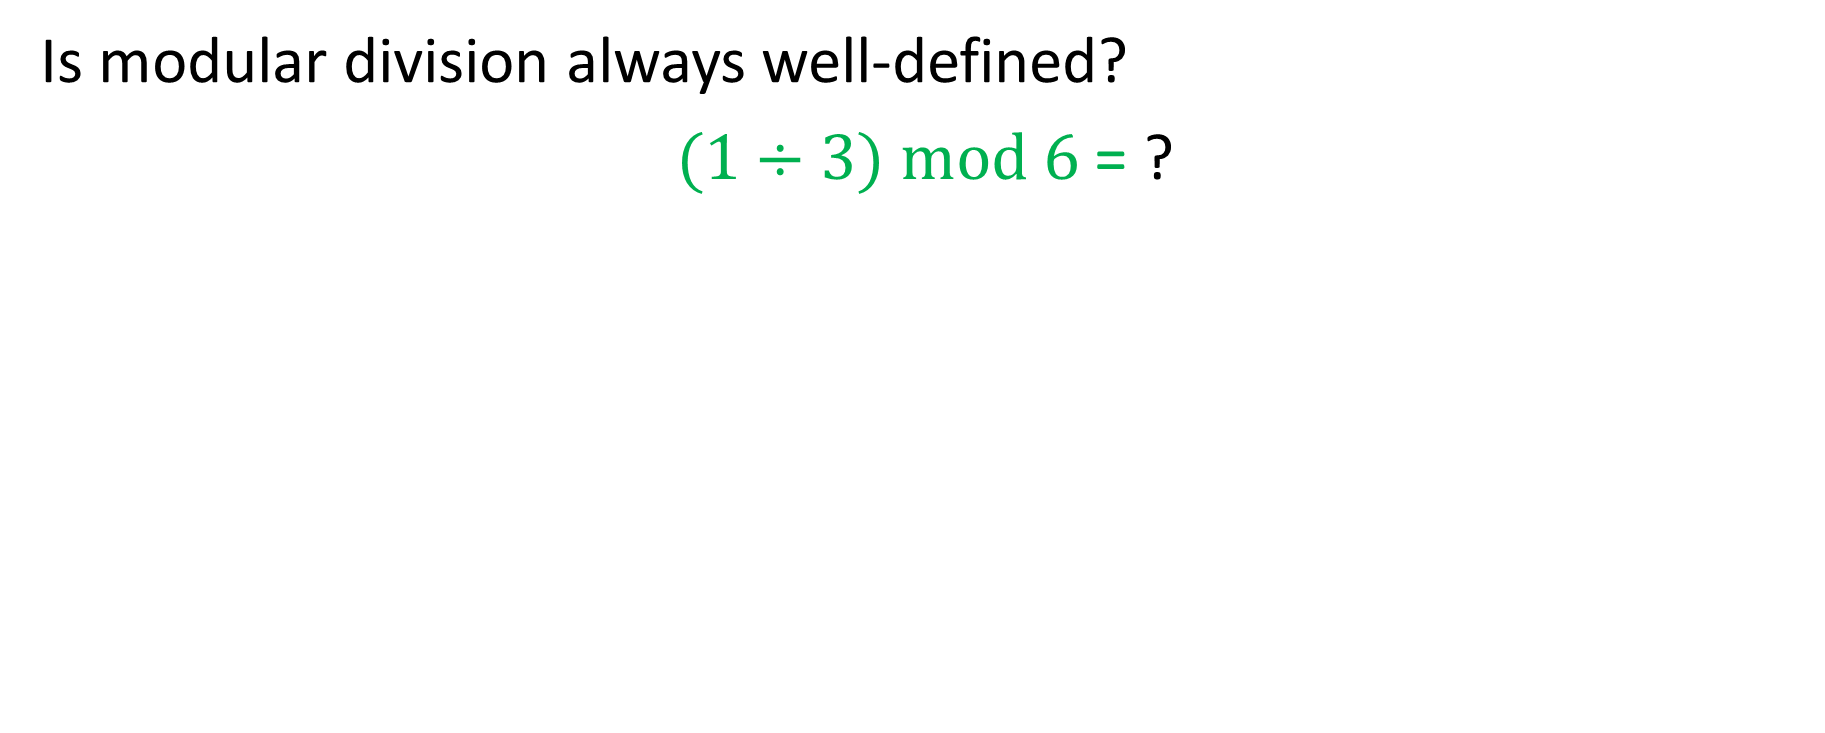 Is modular division always well-defined?
(1 ÷ 3) mod 6 = ?